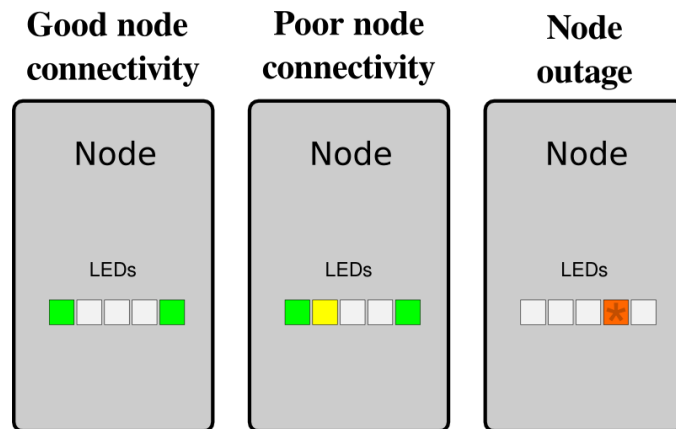 Good node
connectivity
Poor node
connectivity
Node
outage
Node
LEDs
Node
LEDs
Node
LEDs
*